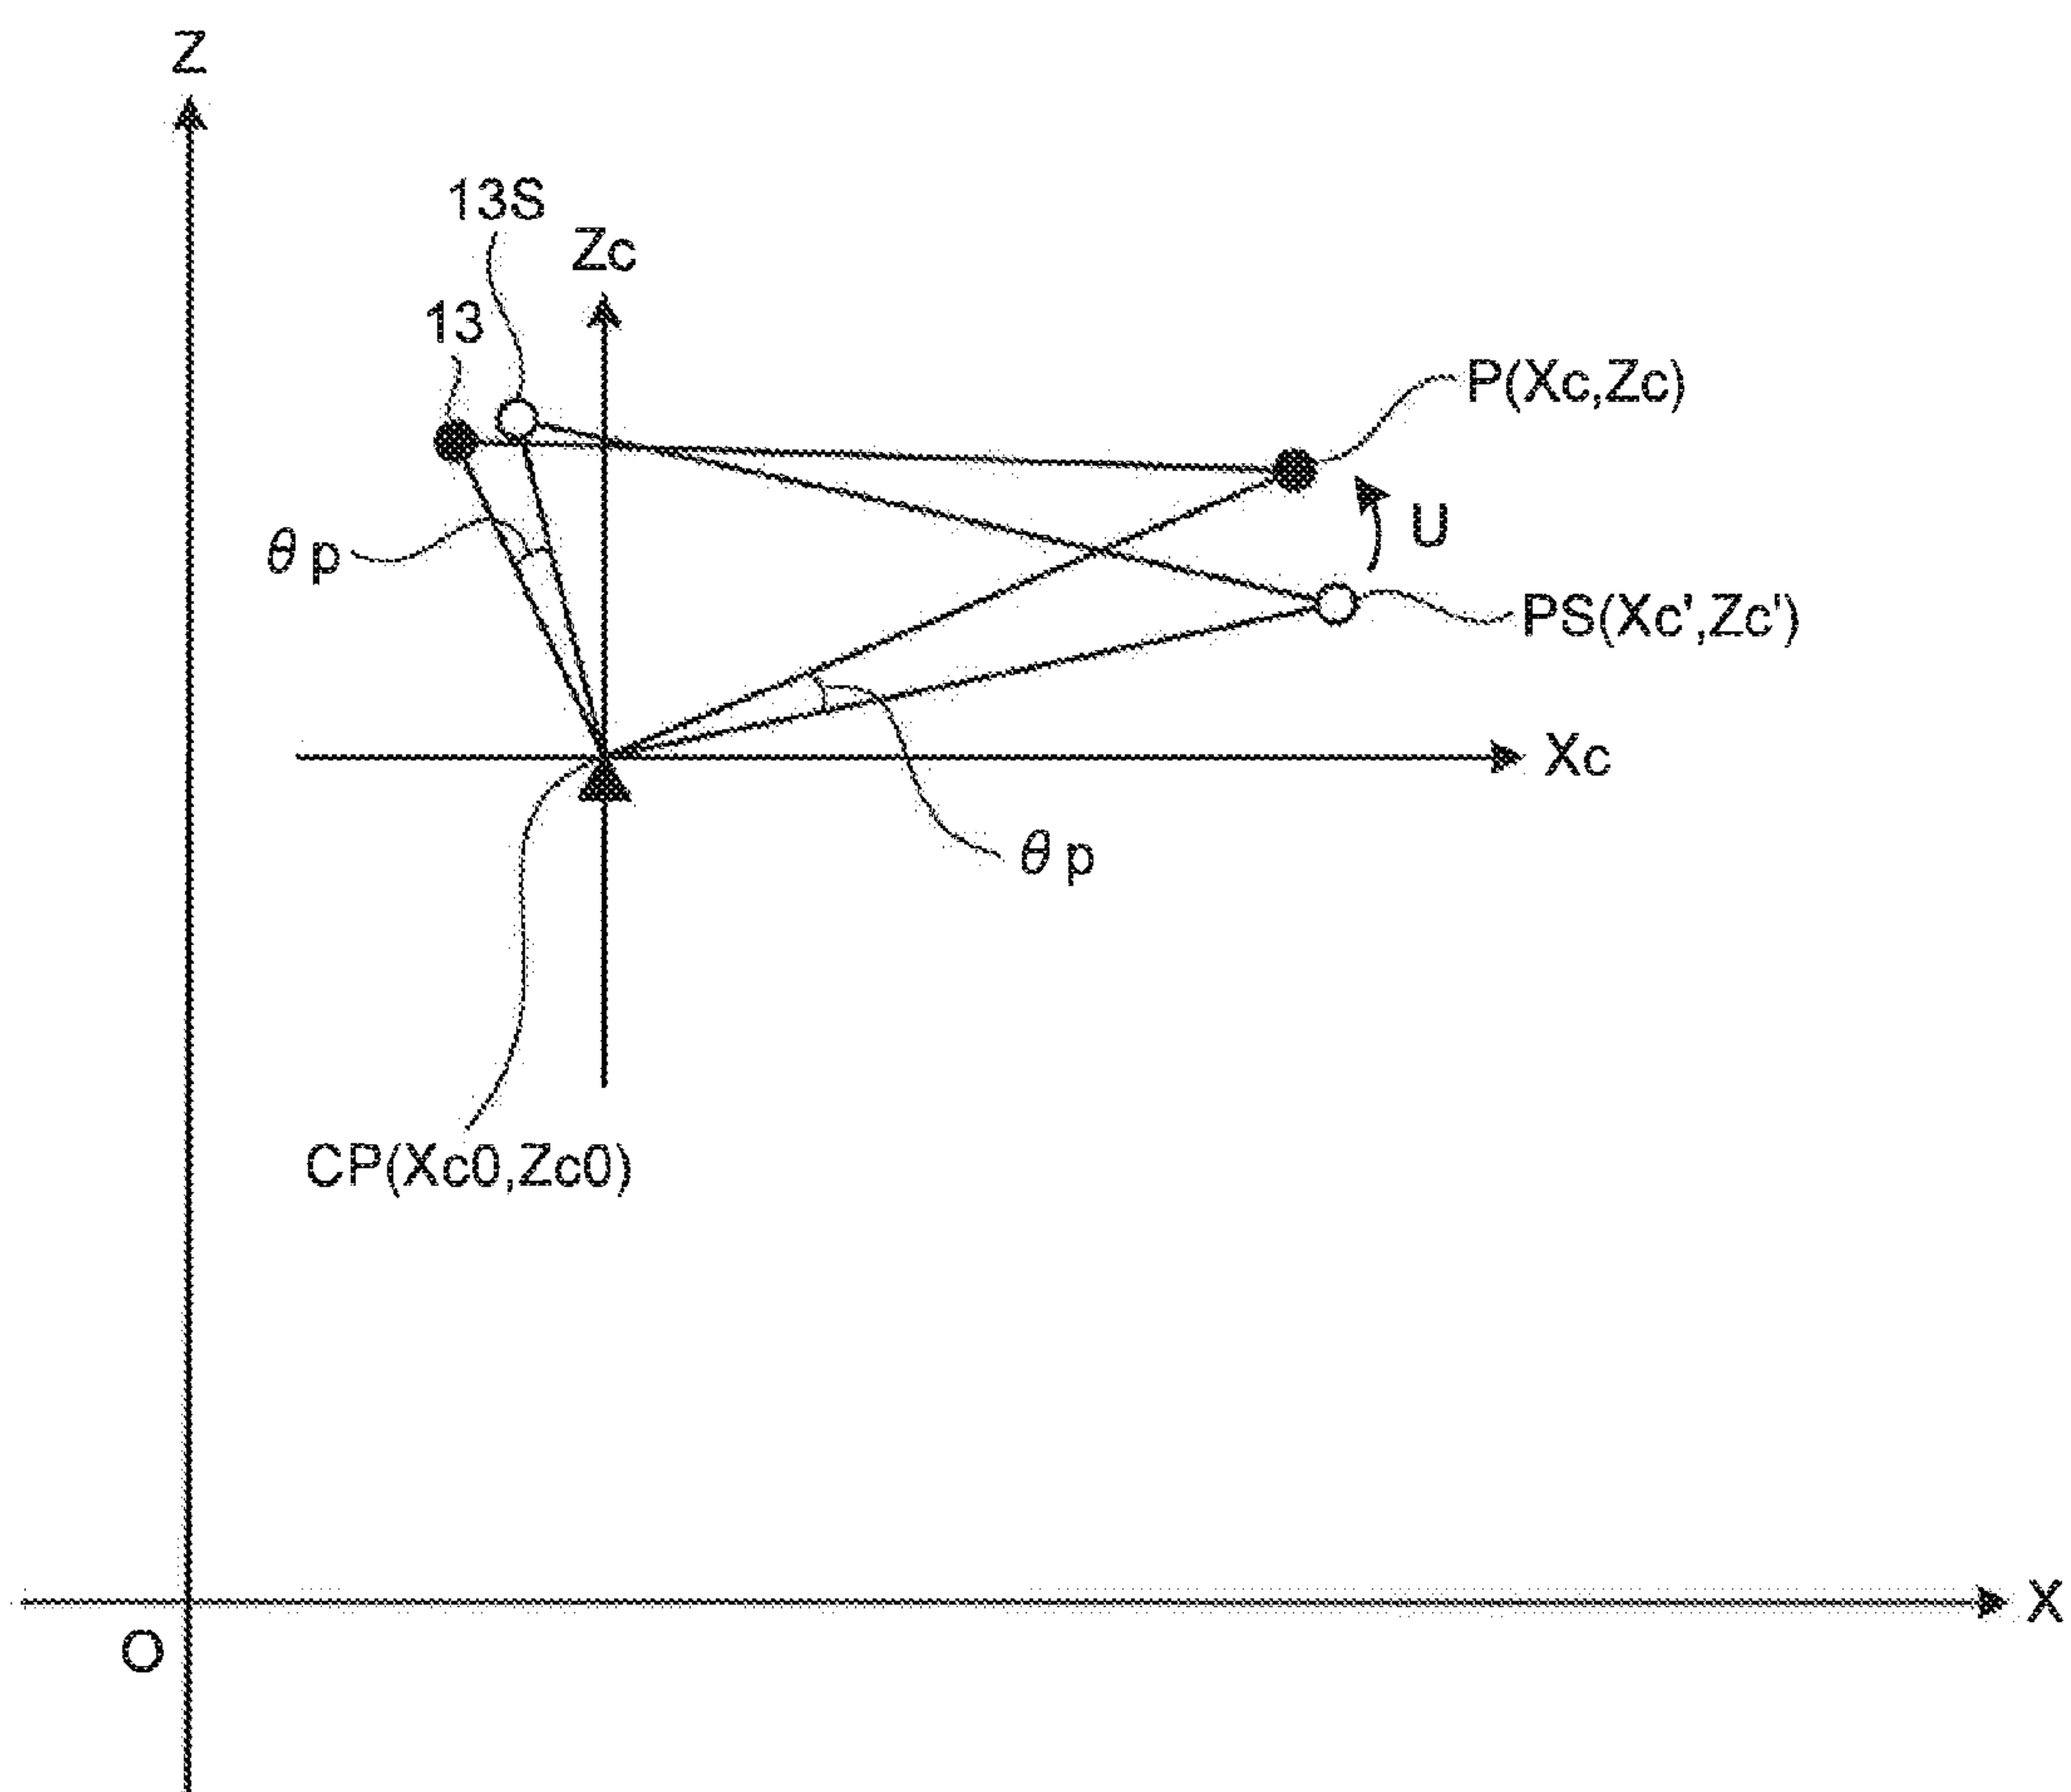 Z
13S
Zc
13
P(Xc,Zc)
U
θp
PS(Xc',Zc')
Xc
θp
CP(Xc0,Zc0)
X
O